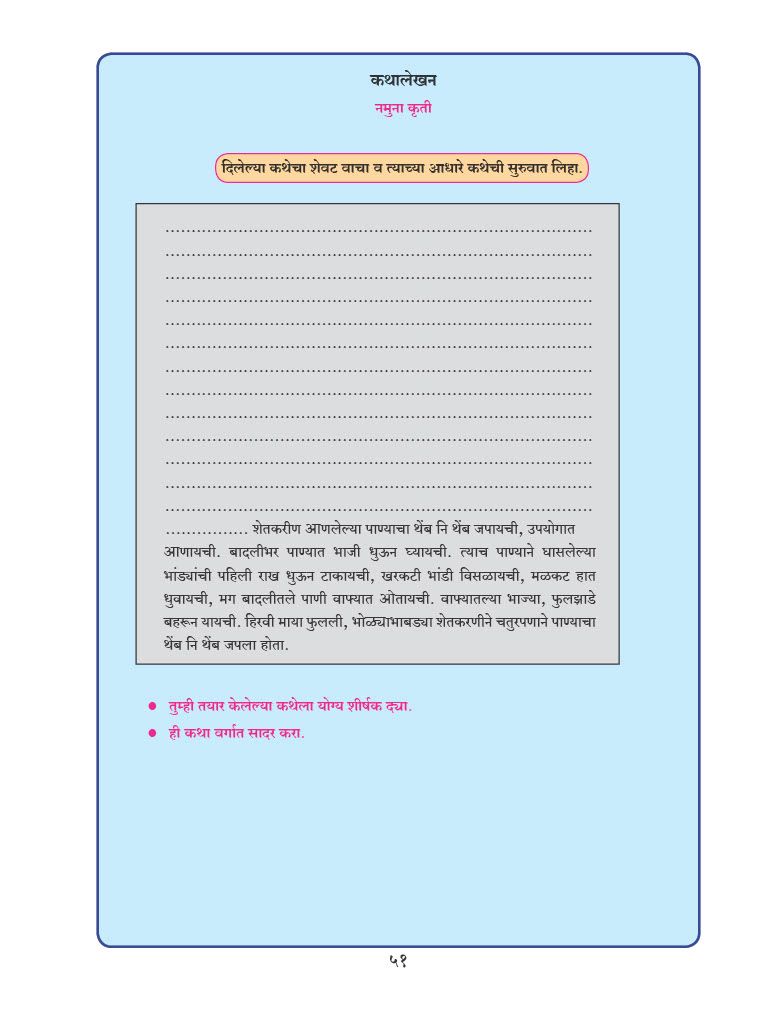 कथालेखन
नमुना कृती
दिलेल्या कथेचा शेवट वाचा व त्याच्या आधारे कथेची सुरुवात लिहा.
.................................................................................
.................................................................................
.................................................................................
.................................................................................
.................................................................................
.................................................................................
.................................................................................
.................................................................................
.................................................................................
.................................................................................
.................................................................................
.................................................................................
.................................................................................
................ शेतकरीण आणलेल्या पाण्याचा थेंब नि थेंब जपायची, उपयोगात
आणायची. बादलीभर पाण्यात भाजी धुऊन घ्यायची. त्याच पाण्याने घासलेल्या
भांड्यांची पहिली राख धुऊन टाकायची, खरकटी भांडी विसळायची, मळकट हात
धुवायची, मग बादलीतले पाणी वाफ्यात ओतायची. वाफ्यातल्या भाज्या, फुलझाडे
बहरून यायची. हिरवी माया फुलली, भोळ्याभाबड्या शेतकरणीने चतुरपणाने पाण्याचा
थेंब नि थेंब जपला होता.
● तुम्ही तयार केलेल्या कथेला योग्य शीर्षक द्या.
● ही कथा वर्गात सादर करा.
५१